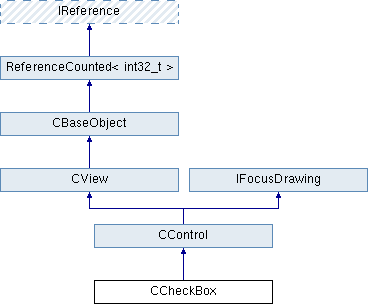 IReference
ReferenceCounted< int32_t >
CBaseObject
CView
IFocusDrawing
CControl
CCheckBox